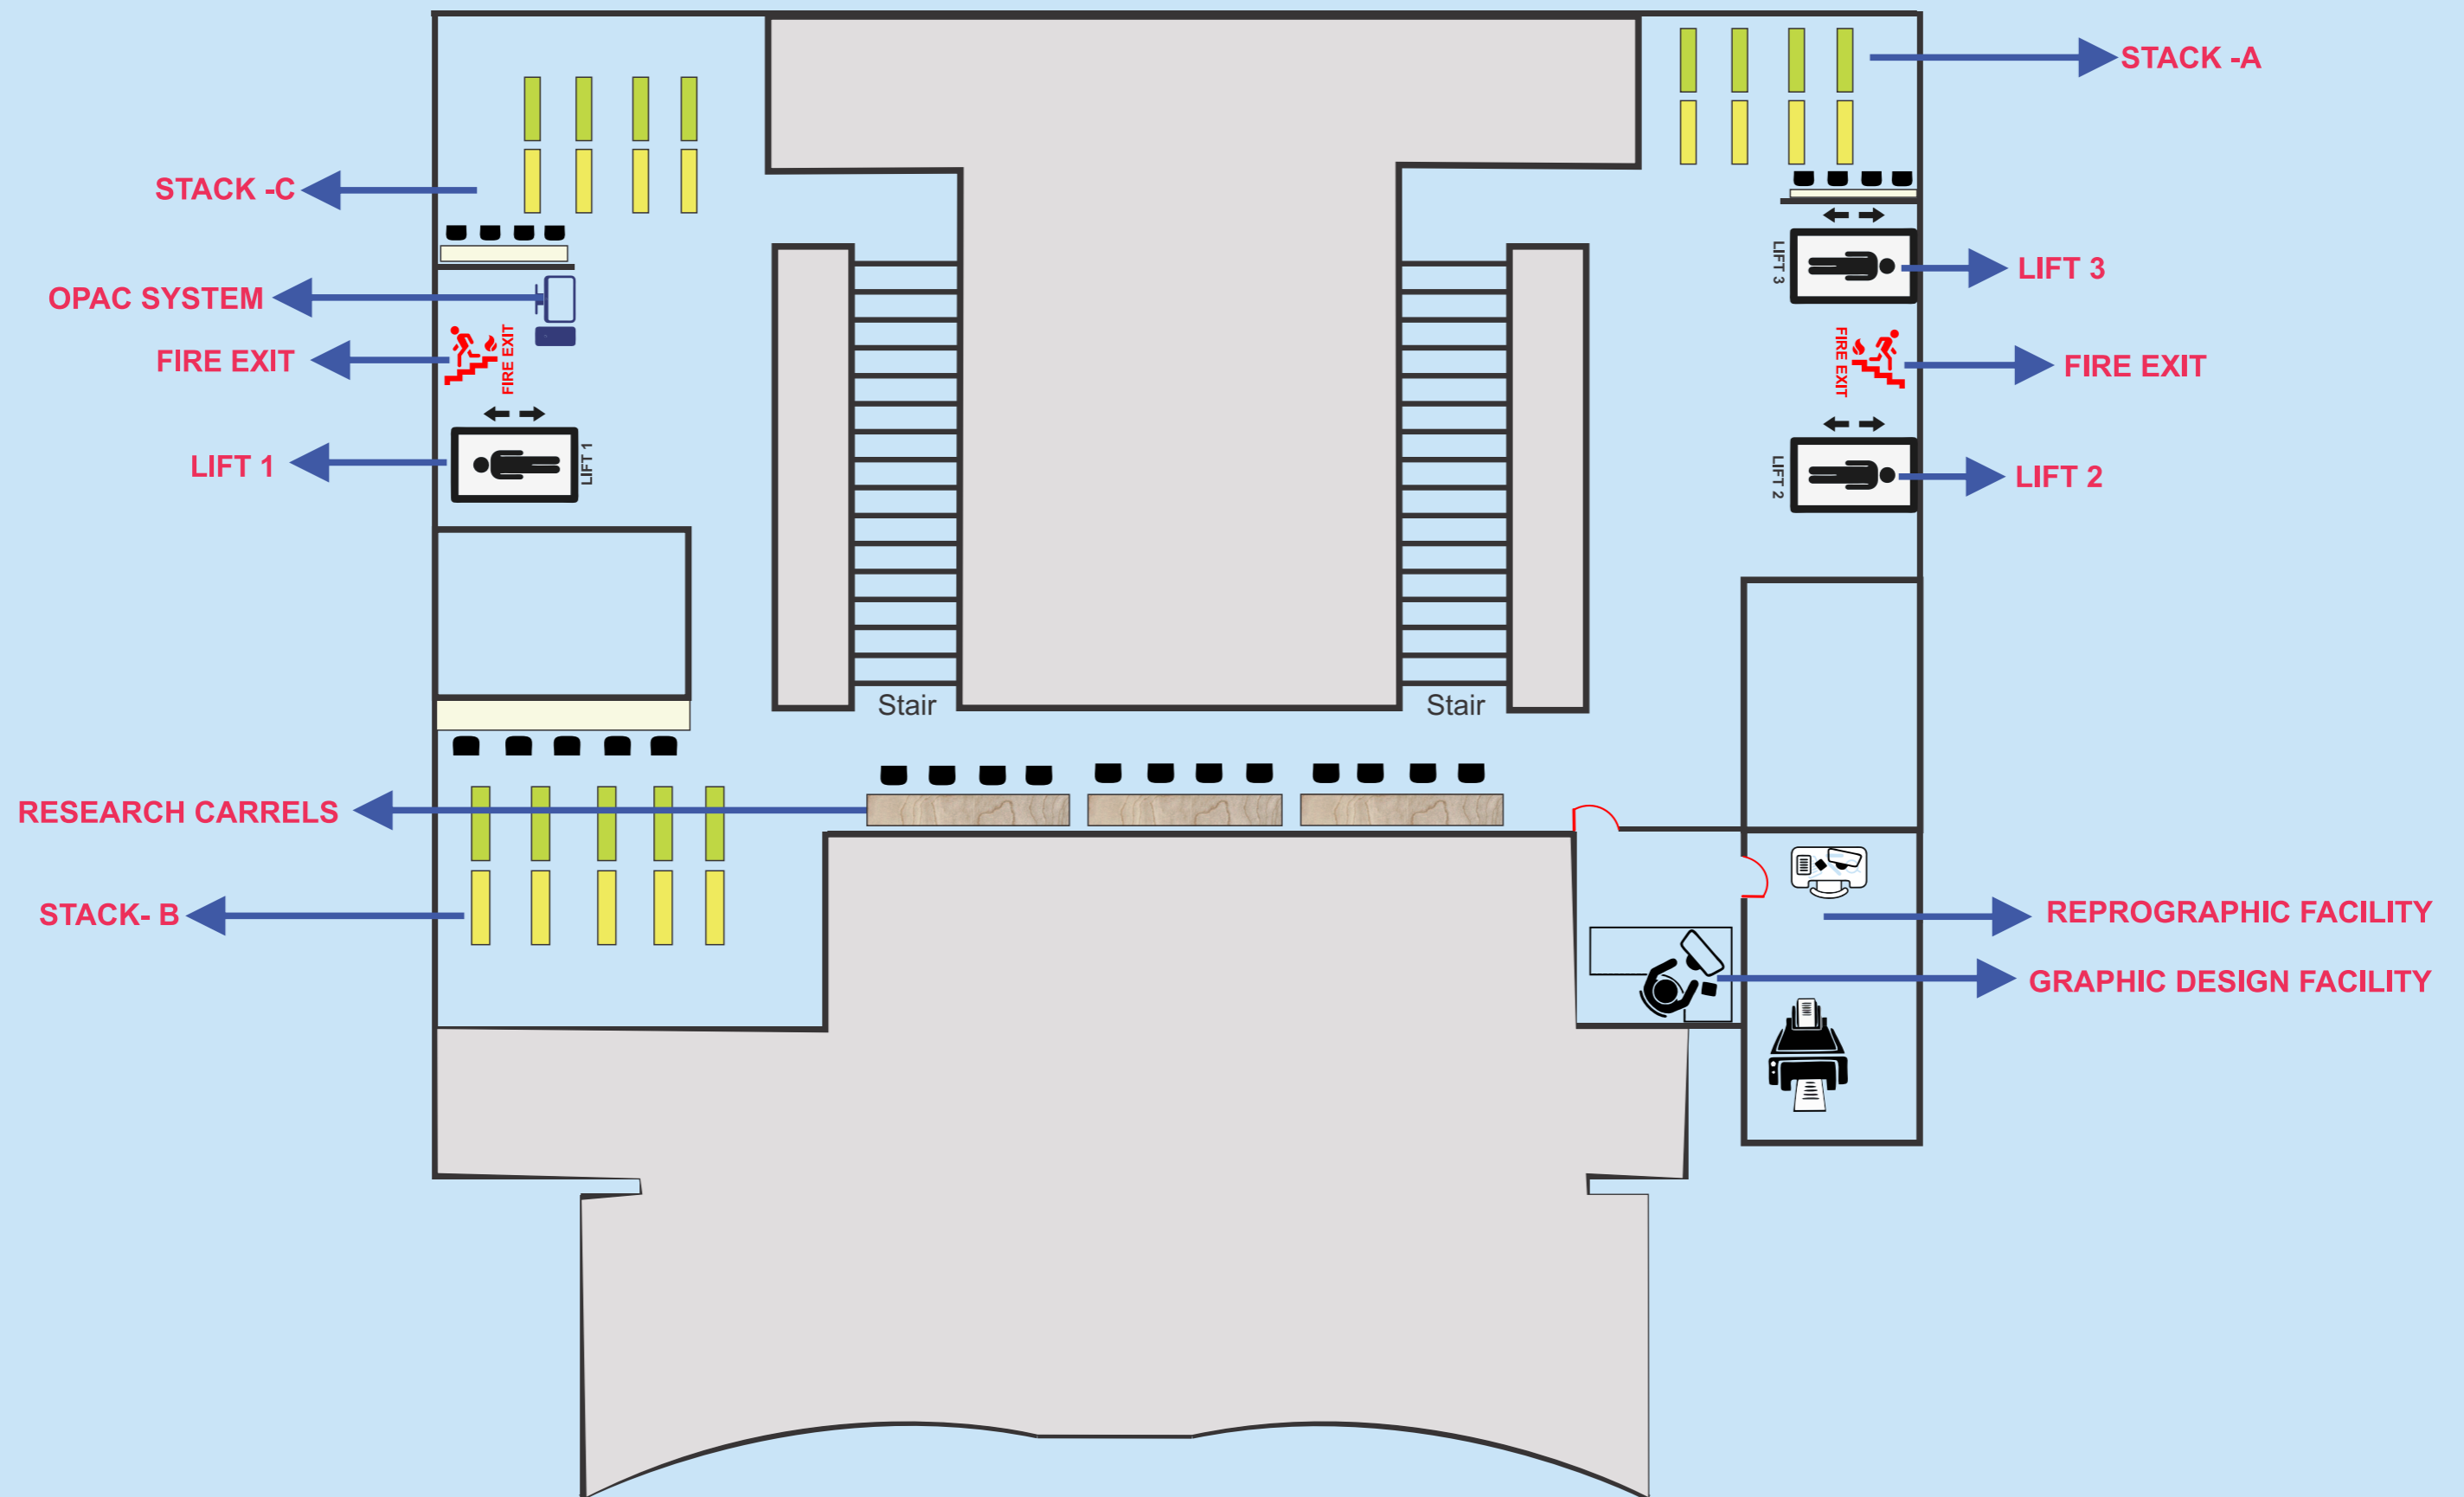 STACK -A
STACK -C
LIFT 3
LIFT 3
OPAC SYSTEM
FIRE EXIT
FIRE EXIT
FIRE EXIT
FIRE EXIT
LIFT 1
LIFT 1
LIFT 2
LIFT 2
Stair
Stair
RESEARCH CARRELS
STACK- B
REPROGRAPHIC FACILITY
GRAPHIC DESIGN FACILITY